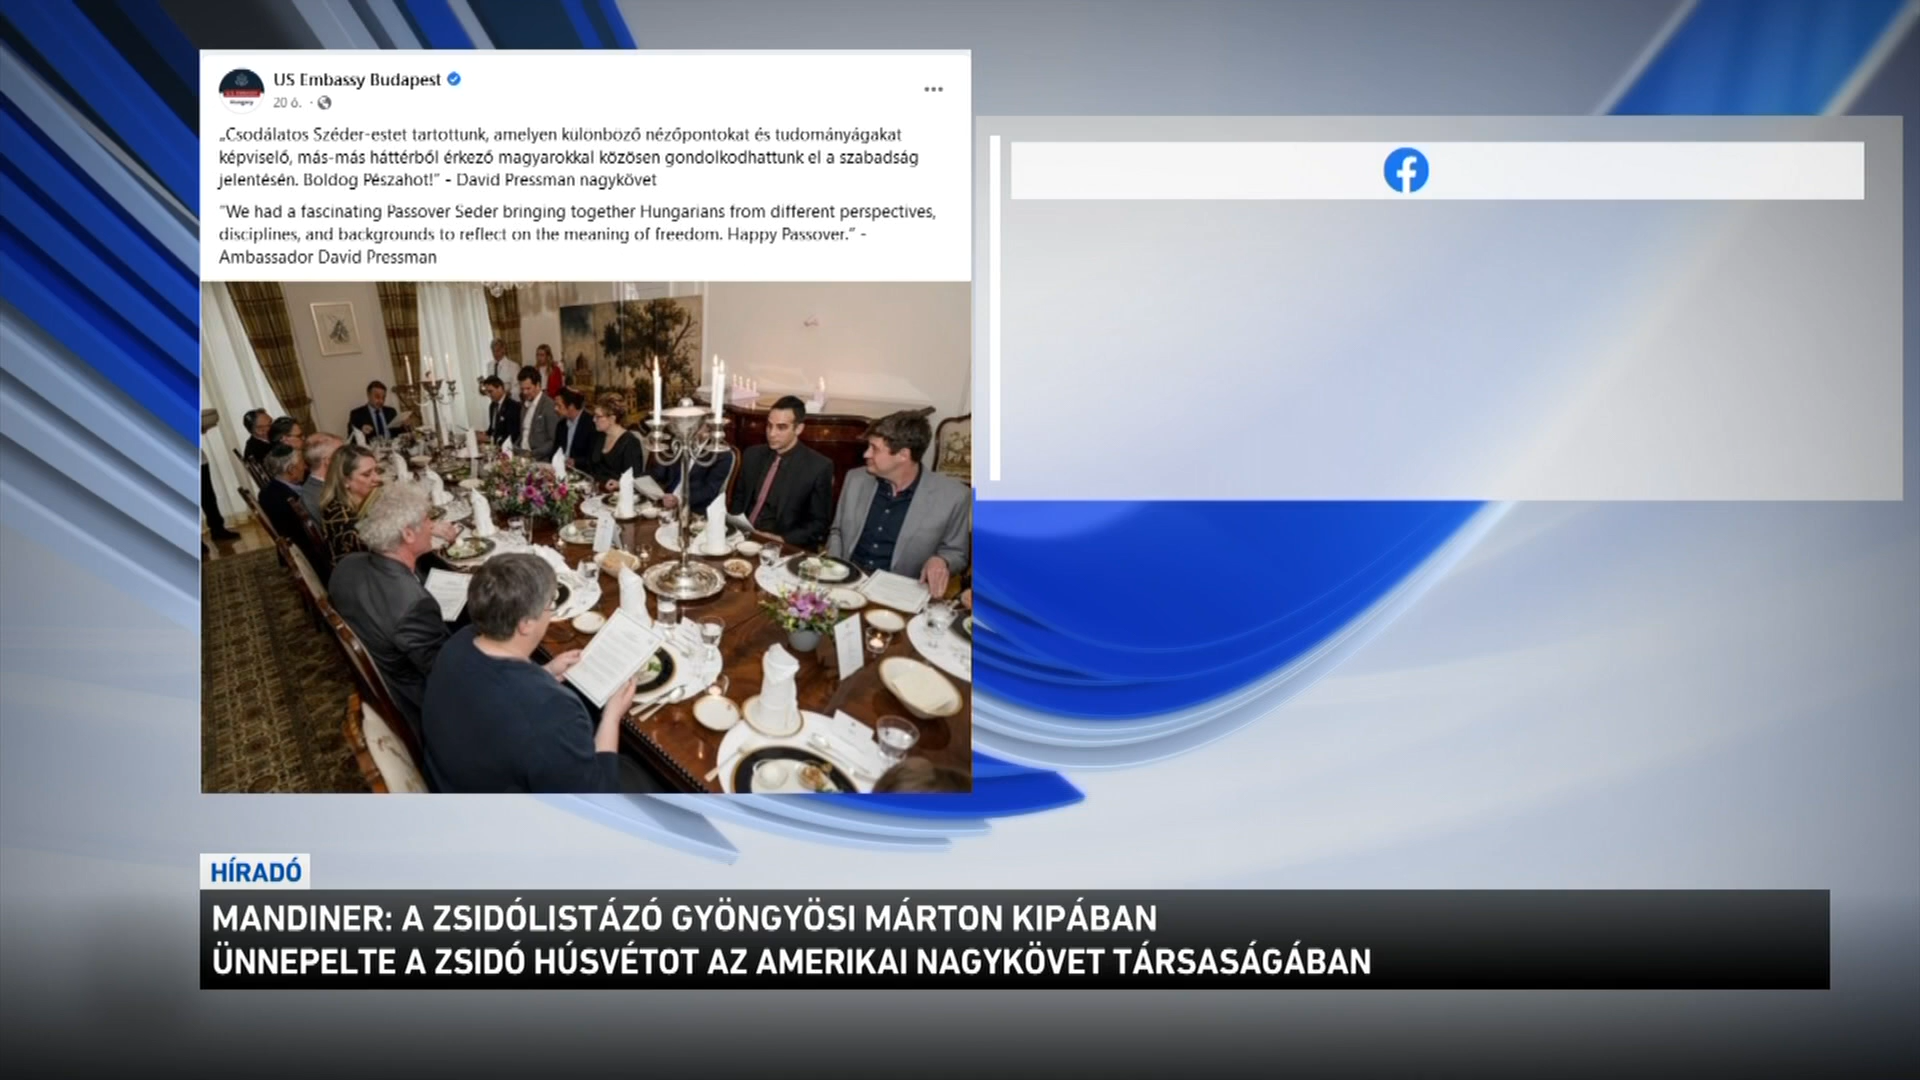 US Embassy Budapest
20 ó. ·
„Csodálatos Széder-estet tartottunk, amelyen különböző nézőpontokat és tudományágakat
képviselő, más-más háttérből érkező magyarokkal közösen gondolkodhattunk el a szabadság
jelentésén. Boldog Pészahot!” - David Pressman nagykövet
"We had a fascinating Passover Seder bringing together Hungarians from different perspectives,
disciplines, and backgrounds to reflect on the meaning of freedom. Happy Passover.” -
Ambassador David Pressman
HÍRADÓ
MANDINER: A ZSIDÓLISTÁZÓ GYÖNGYÖSI MÁRTON KIPÁBAN
ÜNNEPELTE A ZSIDÓ HÚSVÉTOT AZ AMERIKAI NAGYKÖVET TÁRSASÁGÁBAN